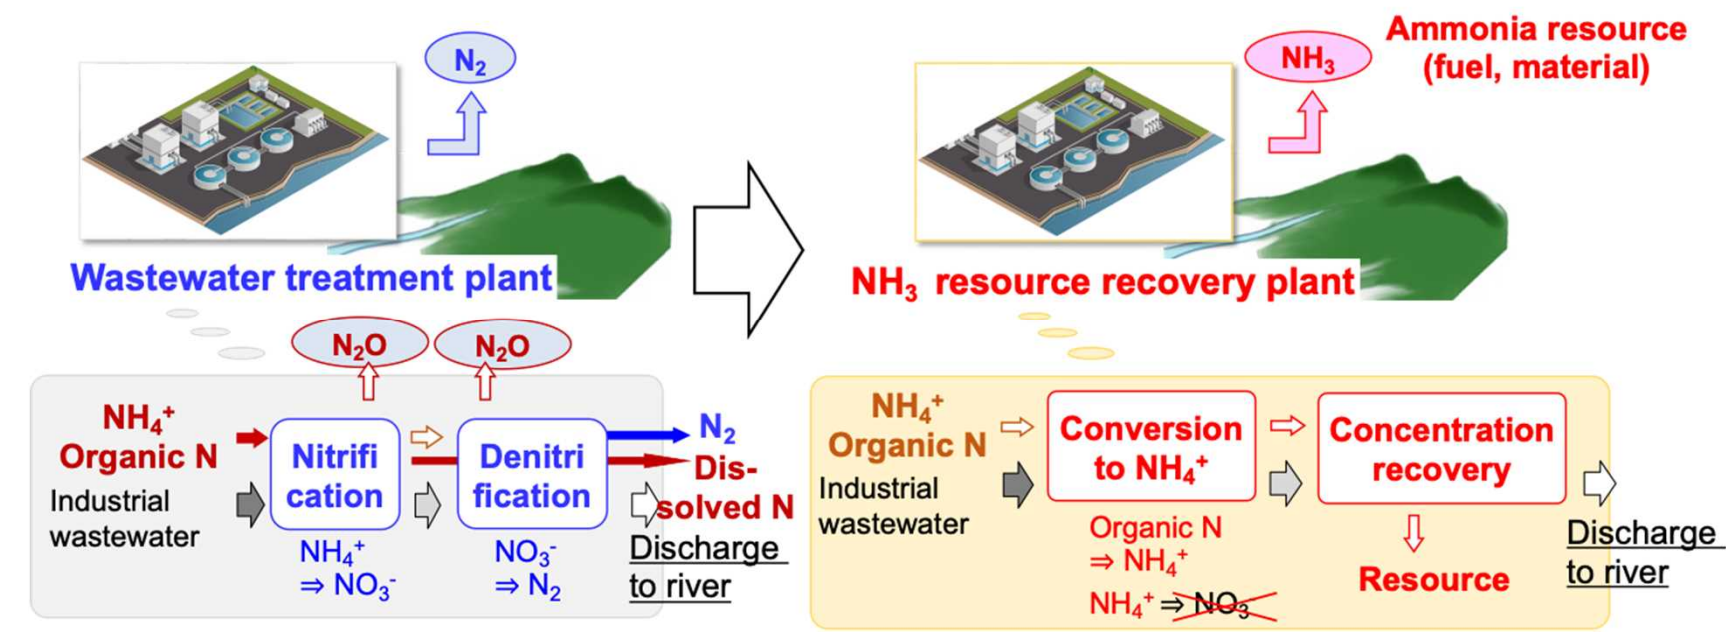 N₂
Wastewater treatment plant
N₂O
N₂O
NH₄⁺
Organic N
Industrial
wastewater
Nitrifi
cation
NH₄⁺
⇒ NO₃⁻
Denitri
fication
NO₃⁻
⇒ N₂
N₂
Dis-
solved N
Discharge
to river
NH₃
Ammonia resource
(fuel, material)
NH₃ resource recovery plant
NH₄⁺
Organic N
Industrial
wastewater
Conversion
to NH₄⁺
Organic N
⇒ NH₄⁺
NH₄⁺ ⇒ NO₃⁻
Concentration
recovery
Resource
Discharge
to river